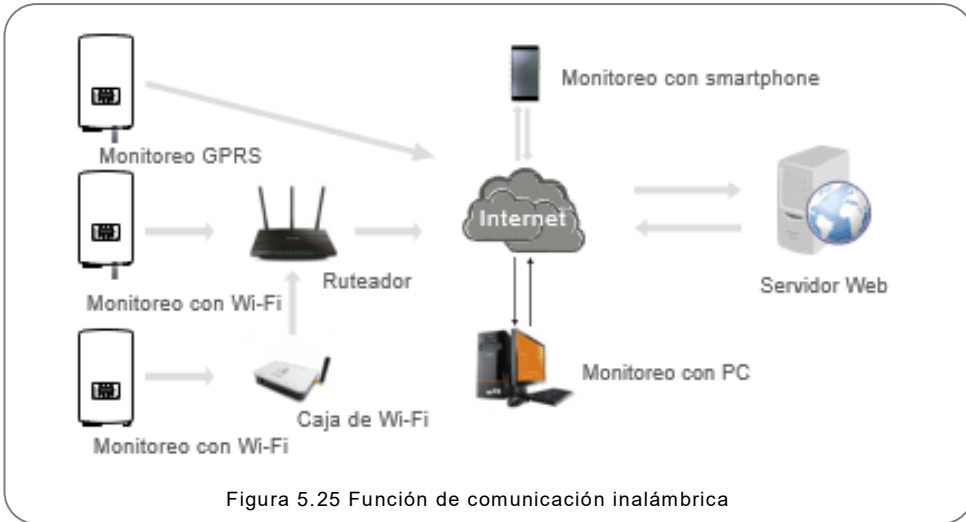 Monitoreo con smartphone
Monitoreo GPRS
Internet
Ruteador
Servidor Web
Monitoreo con Wi-Fi
Monitoreo con PC
Caja de Wi-Fi
Monitoreo con Wi-Fi
Figura 5.25 Función de comunicación inalámbrica